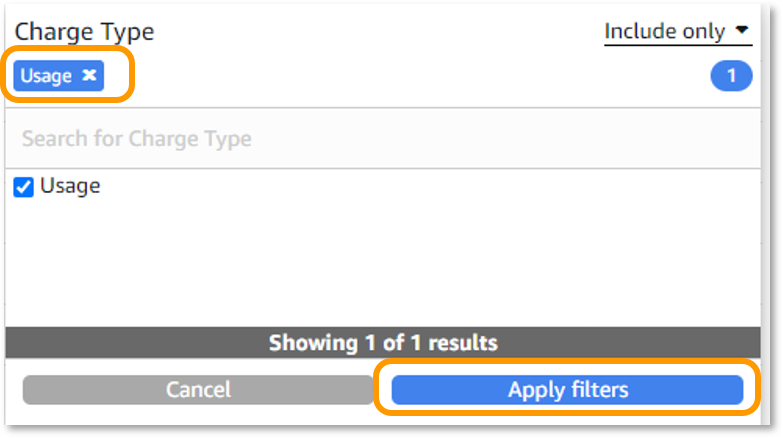 Charge Type
Include only
Usage
1
Search for Charge Type
Usage
Showing 1 of 1 results
Cancel
Apply filters